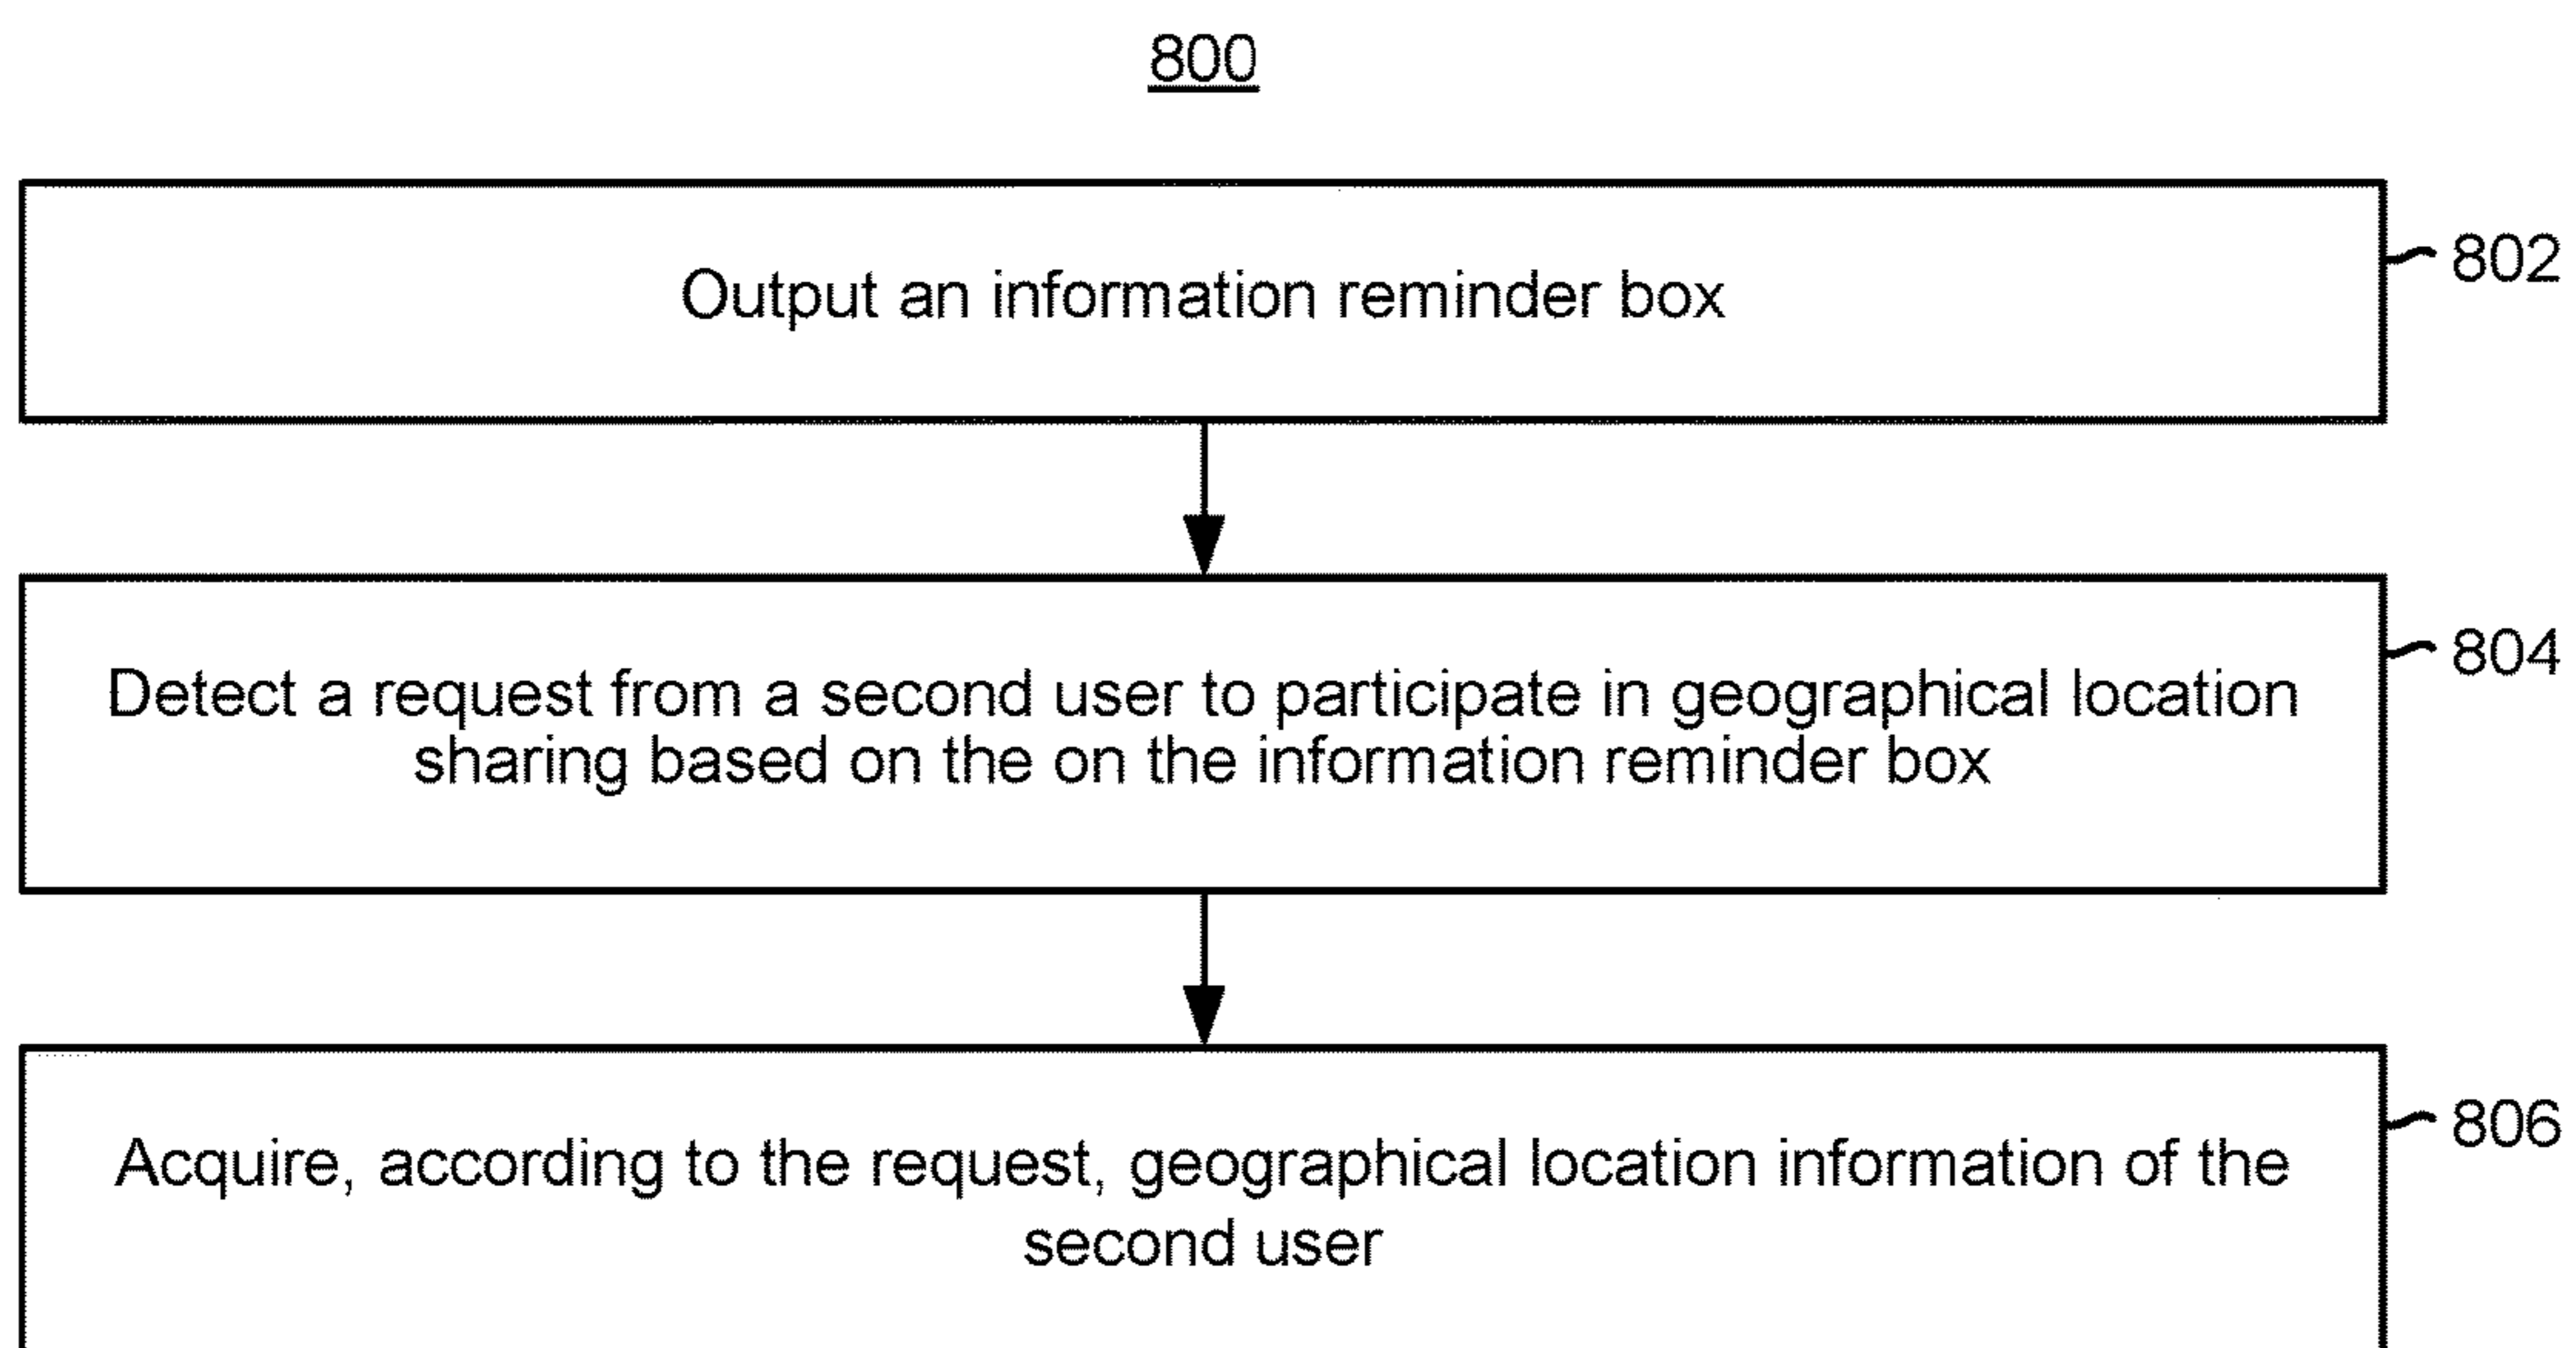 800
Output an information reminder box
802
Detect a request from a second user to participate in geographical location
sharing based on the on the information reminder box
804
Acquire, according to the request, geographical location information of the
second user
806